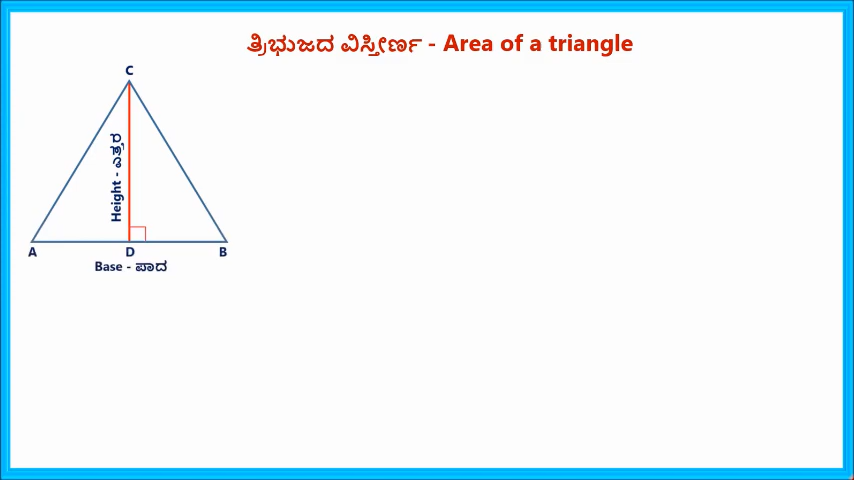 ತ್ರಿಭುಜದ ವಿಸ್ತೀರ್ಣ - Area of a triangle
C
Height - ಎತ್ತರ
A D B
Base - ಪಾದ